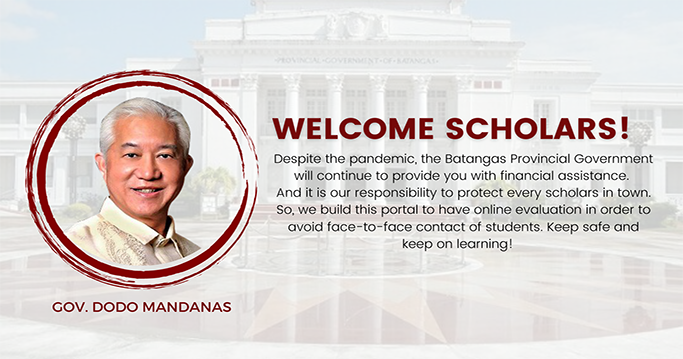 PROVINCIAL GOVERNMENT OF BATANGAS
WELCOME SCHOLARS!
Despite the pandemic, the Batangas Provincial Government
will continue to provide you with financial assistance.
And it is our responsibility to protect every scholars in town.
So, we build this portal to have online evaluation in order to
avoid face-to-face contact of students. Keep safe and
keep on learning!
GOV. DODO MANDANAS